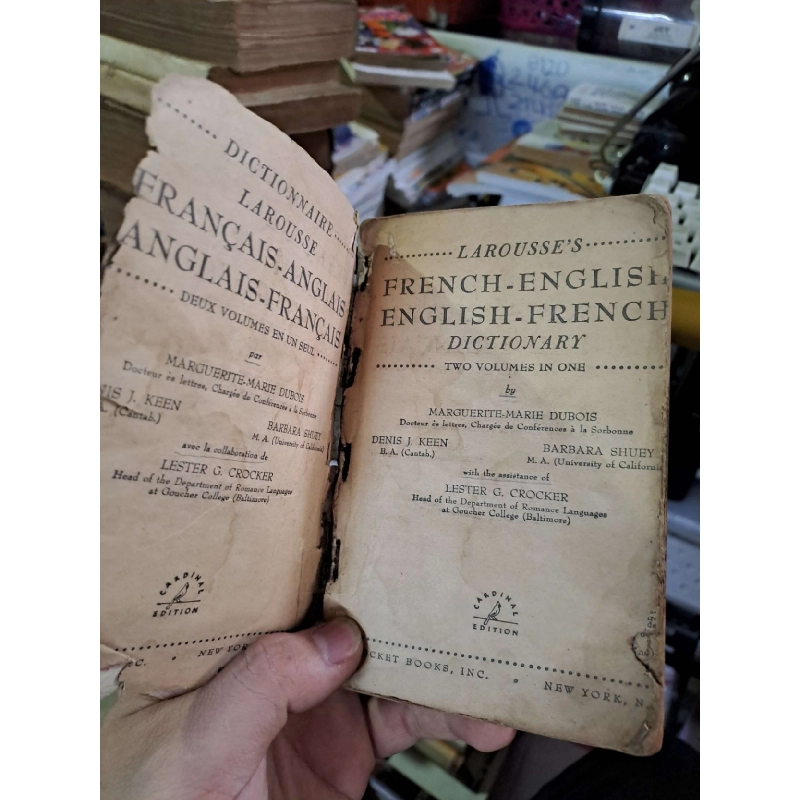 DICTIONNAIRE
LAROUSSE
FRANÇAIS-ANGLAIS
ANGLAIS-FRANÇAIS
DEUX VOLUMES EN UN SEUL
par
MARGUERITE-MARIE DUBOIS
Docteur ès lettres, Chargée de Conférences à la Sorbonne
J. KEEN
(Cantab.)
BARBARA SHUEY
M. A. (University of California
avec la collaboration de
LESTER G. CROCKER
Head of the Department of Romance Languages
at Goucher College (Baltimore)
CARDINAL
EDITION
NEW YOR
LAROUSSE'S
FRENCH-ENGLISH
ENGLISH-FRENCH
DICTIONARY
TWO VOLUMES IN ONE
by
MARGUERITE-MARIE DUBOIS
Docteur ès lettres, Chargée de Conférences à la Sorbonne
DENIS J. KEEN
B. A. (Cantab.)
BARBARA SHUEY
M. A. (University of California
with the assistance of
LESTER G. CROCKER
Head of the Department of Romance Languages
at Goucher College (Baltimore)
CARDINAL
EDITION
CKET BOOKS, INC. • NEW YORK, N.